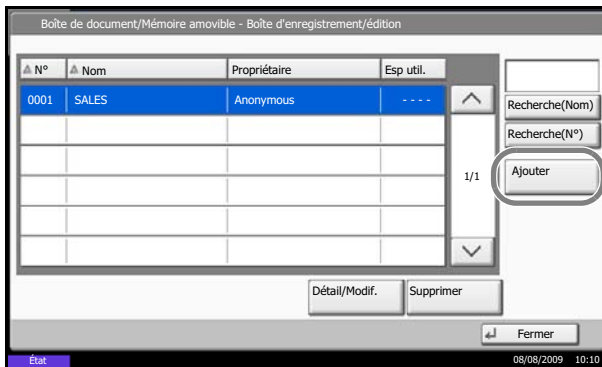 Boîte de document/Mémoire amovible - Boîte d'enregistrement/édition
N° Nom Propriétaire Esp util.
0001 SALES Anonymous - - - -
Recherche(Nom)
Recherche(N°)
1/1
Ajouter
Détail/Modif. Supprimer
Fermer
État 08/08/2009 10:10